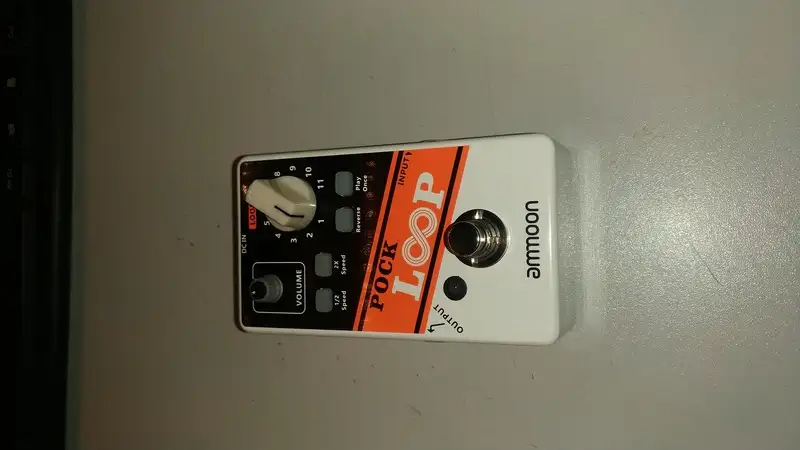 DC IN
LOOP
1 2 3 4 5 8 9 10 11
VOLUME
1/2
Speed
2X
Speed
Reverse
Play
Once
POCK
LOOP
INPUT
OUTPUT
ammoon